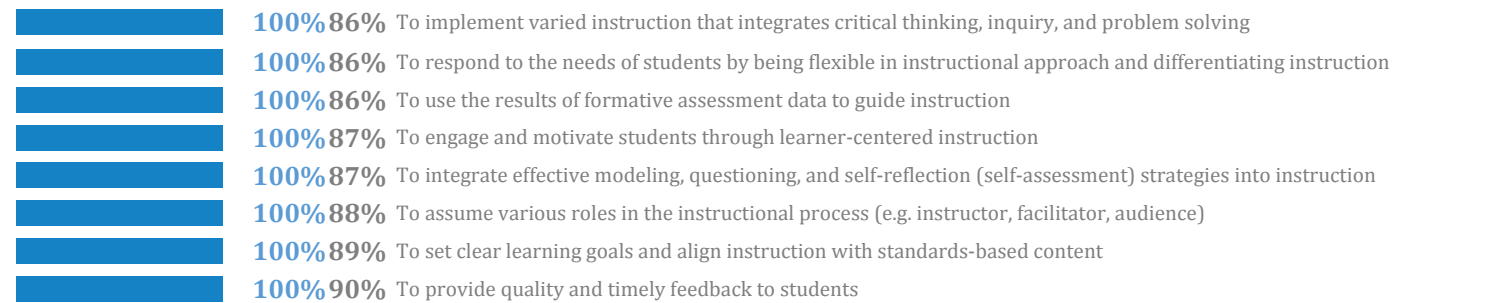 100% 86% To implement varied instruction that integrates critical thinking, inquiry, and problem solving
100% 86% To respond to the needs of students by being flexible in instructional approach and differentiating instruction
100% 86% To use the results of formative assessment data to guide instruction
100% 87% To engage and motivate students through learner-centered instruction
100% 87% To integrate effective modeling, questioning, and self-reflection (self-assessment) strategies into instruction
100% 88% To assume various roles in the instructional process (e.g. instructor, facilitator, audience)
100% 89% To set clear learning goals and align instruction with standards-based content
100% 90% To provide quality and timely feedback to students